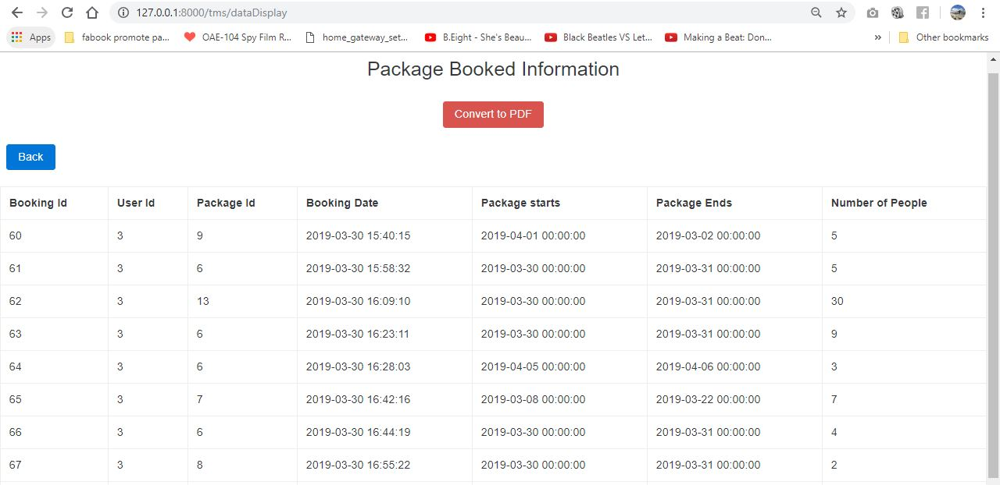 127.0.0.1:8000/tms/dataDisplay
Apps fabook promote pa... OAE-104 Spy Film R... home_gateway_set... B.Eight - She's Beau... Black Beatles VS Let... Making a Beat: Don... » Other bookmarks
Package Booked Information
Convert to PDF
Back
Booking Id User Id Package Id Booking Date Package starts Package Ends Number of People
60 3 9 2019-03-30 15:40:15 2019-04-01 00:00:00 2019-03-02 00:00:00 5
61 3 6 2019-03-30 15:58:32 2019-03-30 00:00:00 2019-03-31 00:00:00 5
62 3 13 2019-03-30 16:09:10 2019-03-30 00:00:00 2019-03-31 00:00:00 30
63 3 6 2019-03-30 16:23:11 2019-03-30 00:00:00 2019-03-31 00:00:00 9
64 3 6 2019-03-30 16:28:03 2019-04-05 00:00:00 2019-04-06 00:00:00 3
65 3 7 2019-03-30 16:42:16 2019-03-08 00:00:00 2019-03-22 00:00:00 7
66 3 6 2019-03-30 16:44:19 2019-03-30 00:00:00 2019-03-31 00:00:00 4
67 3 8 2019-03-30 16:55:22 2019-03-30 00:00:00 2019-03-31 00:00:00 2